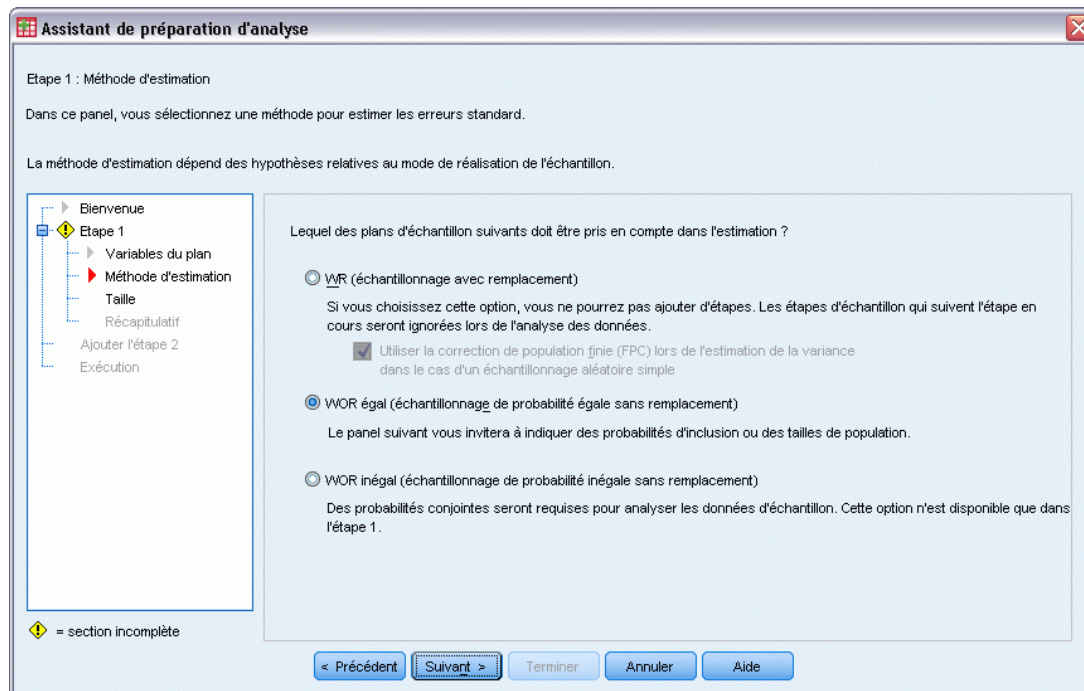 Assistant de préparation d'analyse
Etape 1 : Méthode d'estimation
Dans ce panel, vous sélectionnez une méthode pour estimer les erreurs standard.
La méthode d'estimation dépend des hypothèses relatives au mode de réalisation de l'échantillon.
Bienvenue
Etape 1
Variables du plan
Méthode d'estimation
Taille
Récapitulatif
Ajouter l'étape 2
Exécution
! = section incomplète
Lequel des plans d'échantillon suivants doit être pris en compte dans l'estimation ?
WR (échantillonnage avec remplacement)
Si vous choisissez cette option, vous ne pourrez pas ajouter d'étapes. Les étapes d'échantillon qui suivent l'étape en
cours seront ignorées lors de l'analyse des données.
Utiliser la correction de population finie (FPC) lors de l'estimation de la variance
dans le cas d'un échantillonnage aléatoire simple
WOR égal (échantillonnage de probabilité égale sans remplacement)
Le panel suivant vous invitera à indiquer des probabilités d'inclusion ou des tailles de population.
WOR inégal (échantillonnage de probabilité inégale sans remplacement)
Des probabilités conjointes seront requises pour analyser les données d'échantillon. Cette option n'est disponible que dans
l'étape 1.
< Précédent
Suivant >
Terminer
Annuler
Aide